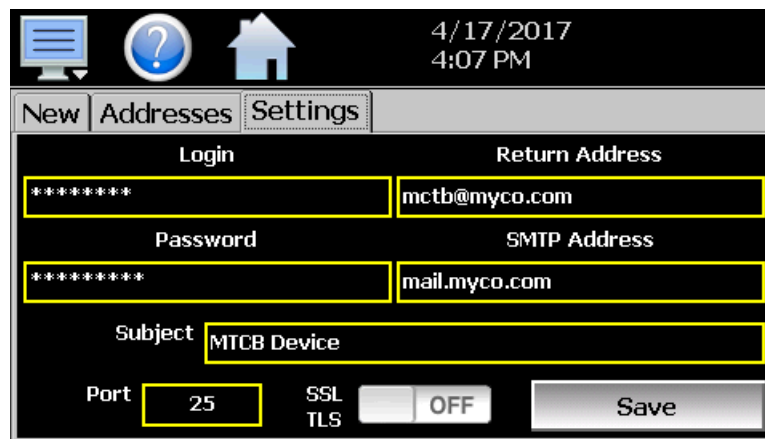 4/17/2017
4:07 PM
New Addresses Settings
Login Return Address
******** mctb@myco.com
Password SMTP Address
********* mail.myco.com
Subject MTCB Device
Port 25 SSL TLS OFF Save